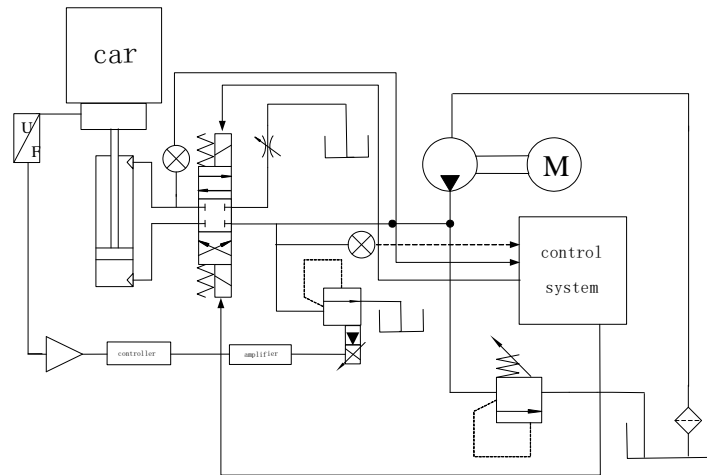 car
U
F
M
control
system
controller
amplifier